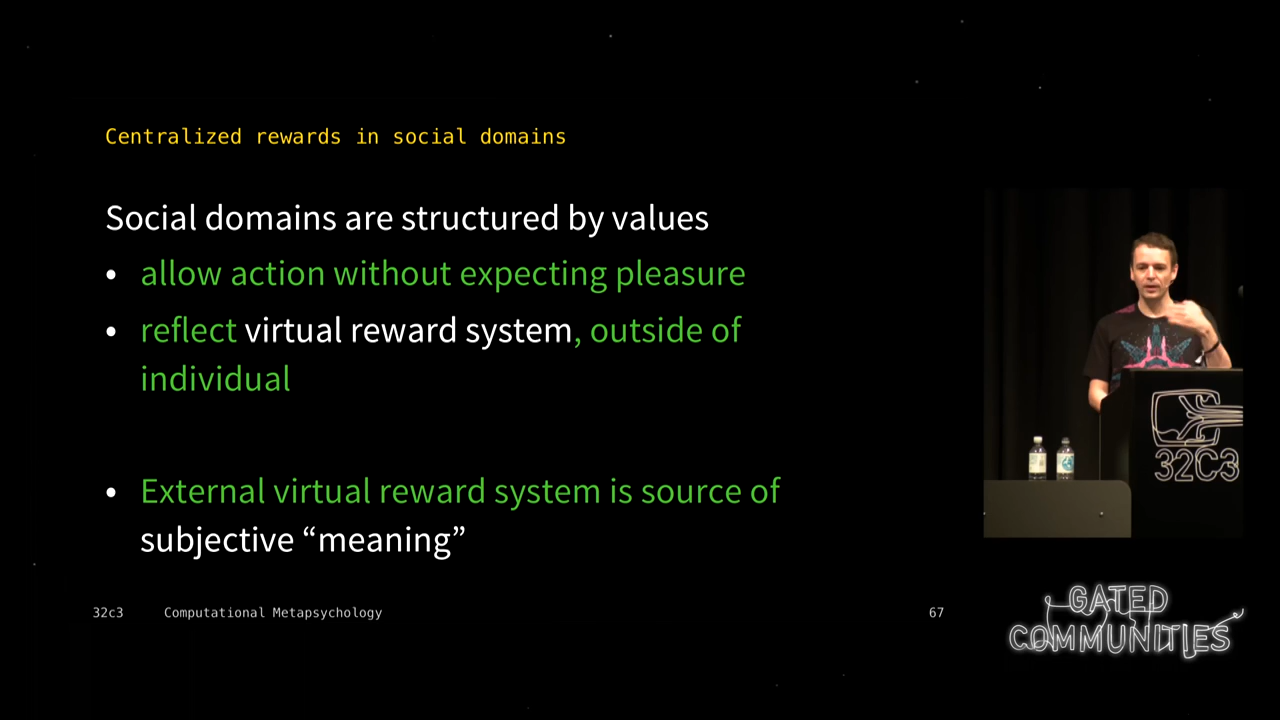 Centralized rewards in social domains
Social domains are structured by values
• allow action without expecting pleasure
• reflect virtual reward system, outside of
individual
• External virtual reward system is source of
subjective “meaning”
32c3 Computational Metapsychology 67
32C3
GATED
COMMUNITIES